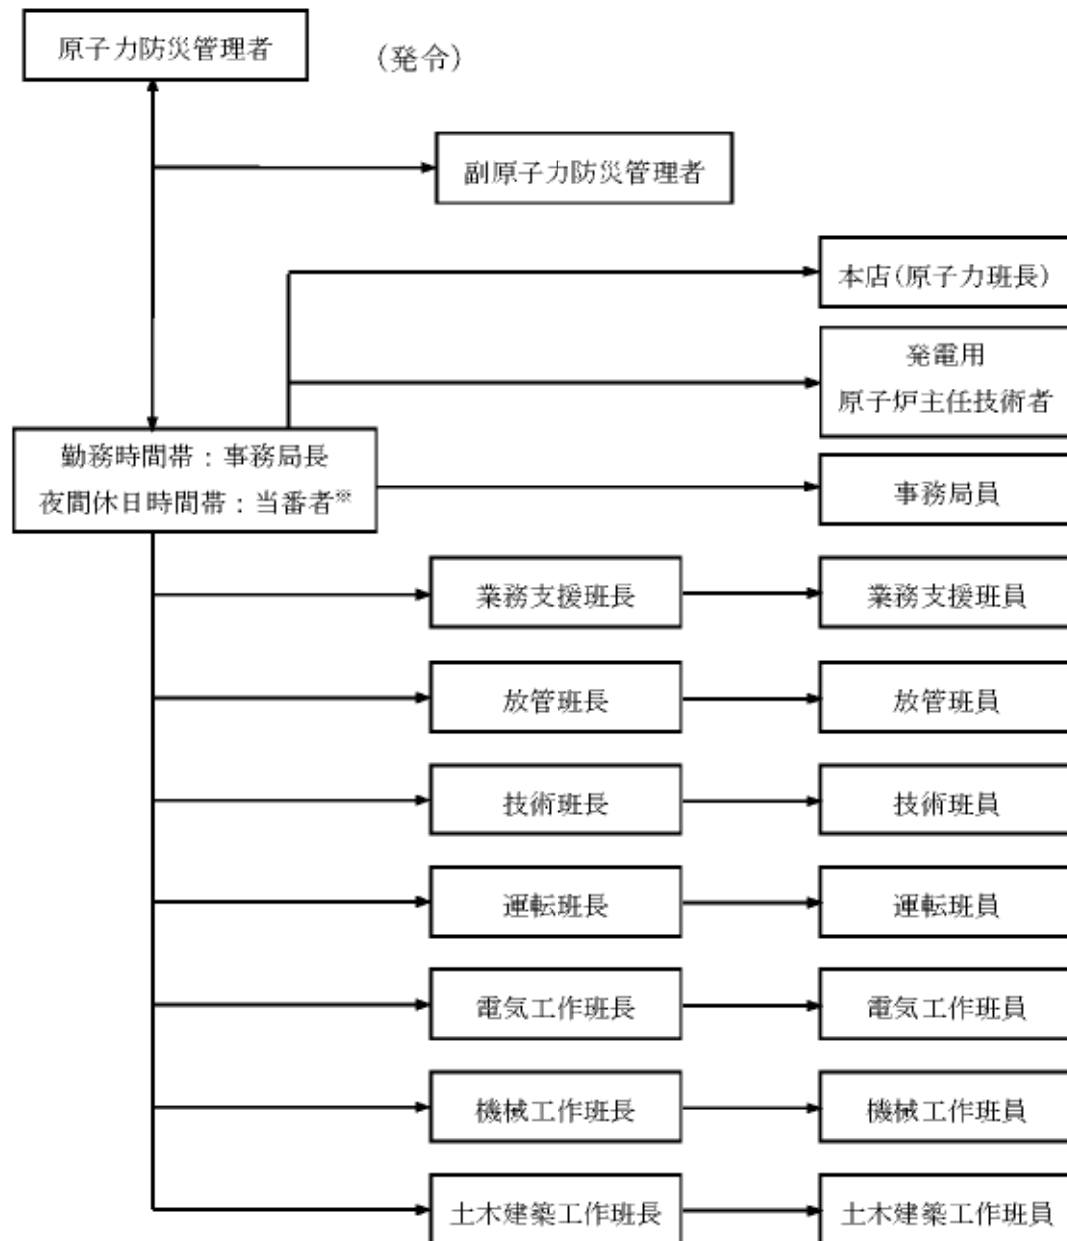 原子力防災管理者
(発令)
副原子力防災管理者
本店(原子力班長)
発電用
原子炉主任技術者
勤務時間帯：事務局長
夜間休日時間帯：当番者※
事務局員
業務支援班長
業務支援班員
放管班長
放管班員
技術班長
技術班員
運転班長
運転班員
電気工作班長
電気工作班員
機械工作班長
機械工作班員
土木建築工作班長
土木建築工作班員